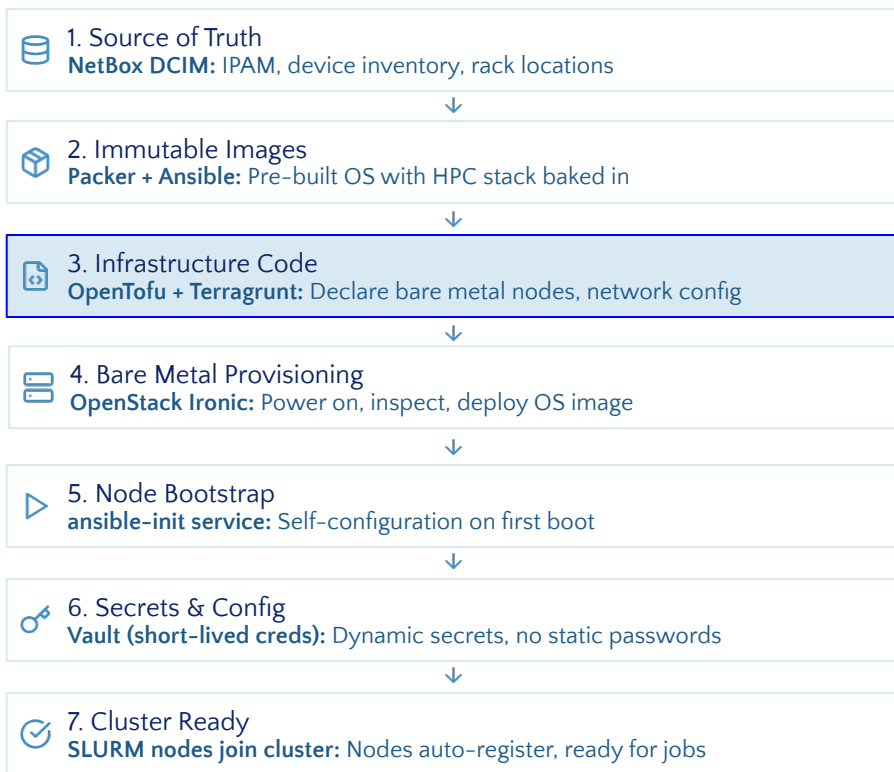 1. Source of Truth
NetBox DCIM: IPAM, device inventory, rack locations
2. Immutable Images
Packer + Ansible: Pre-built OS with HPC stack baked in
3. Infrastructure Code
OpenTofu + Terragrunt: Declare bare metal nodes, network config
4. Bare Metal Provisioning
OpenStack Ironic: Power on, inspect, deploy OS image
5. Node Bootstrap
ansible-init service: Self-configuration on first boot
6. Secrets & Config
Vault (short-lived creds): Dynamic secrets, no static passwords
7. Cluster Ready
SLURM nodes join cluster: Nodes auto-register, ready for jobs